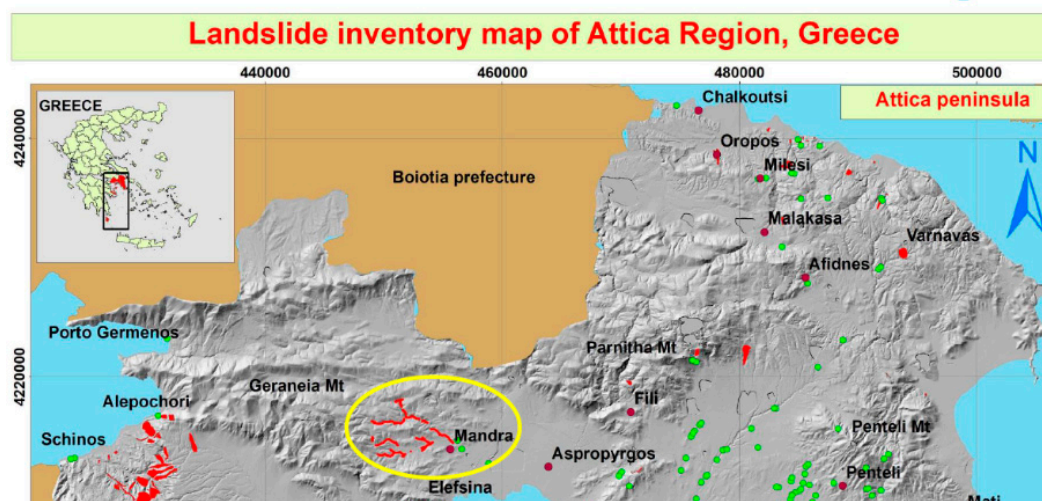 Landslide inventory map of Attica Region, Greece
440000
460000
480000
500000
GREECE
Chalkoutsi
Attica peninsula
4240000
Oropos
N
Boiotia prefecture
Milesi
Malakasa
Varnavas
Afidnes
Porto Germenos
Parnitha Mt
4220000
Geraneia Mt
Alepochori
Fili
Schinos
Mandra
Penteli Mt
Aspropyrgos
Penteli
Elefsina
Mati